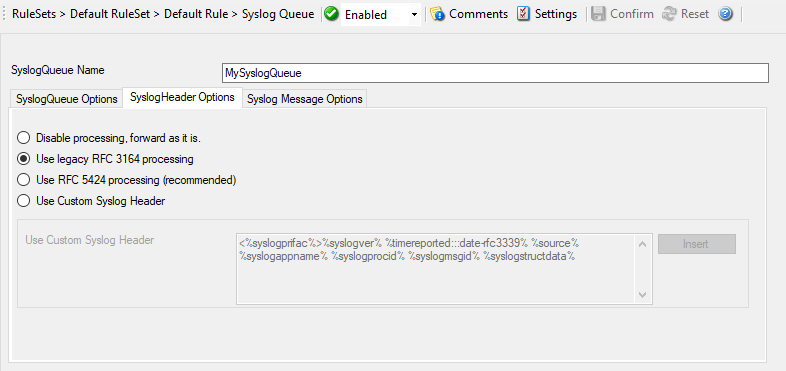 RuleSets > Default RuleSet > Default Rule > Syslog Queue Enabled Comments Settings Confirm Reset
SyslogQueue Name MySyslogQueue
SyslogQueue Options SyslogHeader Options Syslog Message Options
Disable processing, forward as it is.
Use legacy RFC 3164 processing
Use RFC 5424 processing (recommended)
Use Custom Syslog Header
Use Custom Syslog Header <%syslogprifac%>%syslogver% %timereported:::date-rfc3339% %source% Insert
%syslogappname% %syslogprocid% %syslogmsgid% %syslogstructdata%